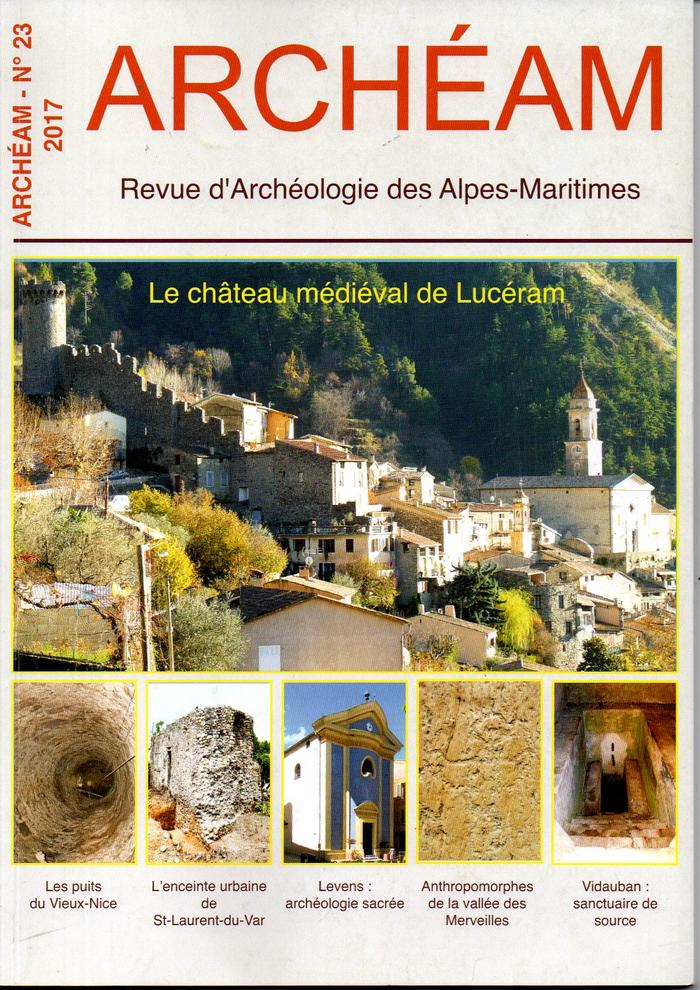 ARCHÉAM - N° 23
2017
ARCHÉAM
Revue d'Archéologie des Alpes-Maritimes
Le château médiéval de Lucéram
Les puits
du Vieux-Nice
L'enceinte urbaine
de
St-Laurent-du-Var
Levens :
archéologie sacrée
Anthropomorphes
de la vallée des
Merveilles
Vidauban :
sanctuaire de
source